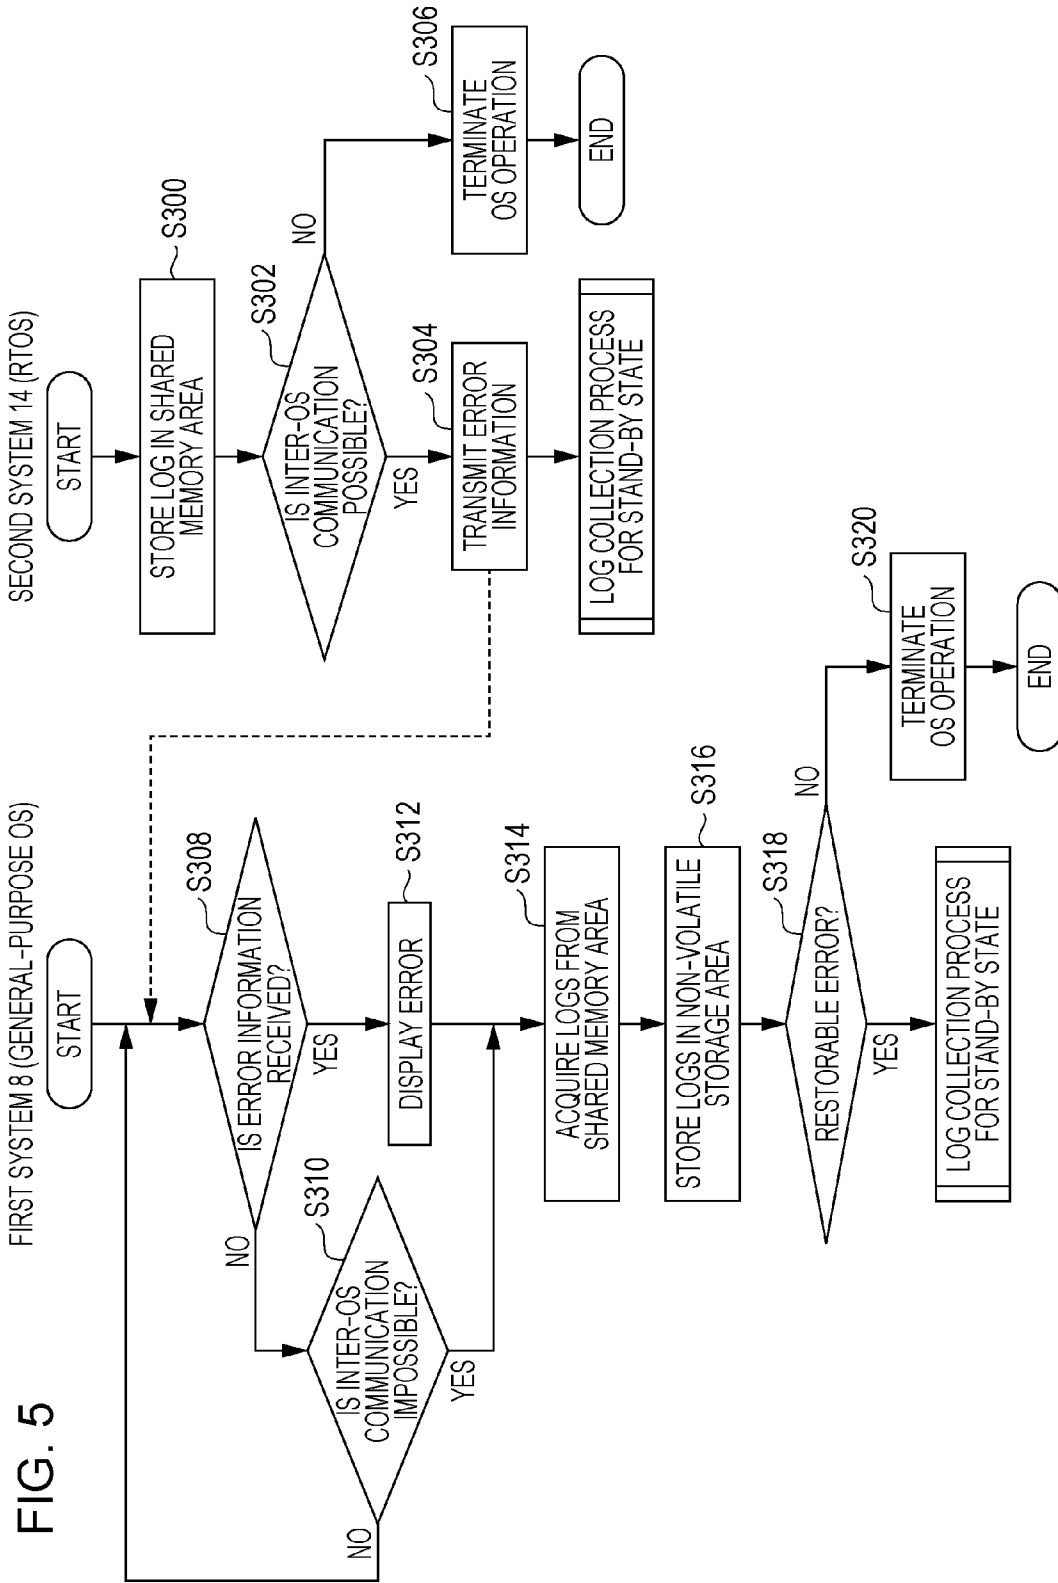 FIG. 5
FIRST SYSTEM 8 (GENERAL-PURPOSE OS)
START
IS ERROR INFORMATION
RECEIVED?
S308
NO
YES
IS INTER-OS
COMMUNICATION
IMPOSSIBLE?
S310
NO
YES
DISPLAY ERROR
S312
ACQUIRE LOGS FROM
SHARED MEMORY AREA
S314
STORE LOGS IN NON-VOLATILE
STORAGE AREA
S316
RESTORABLE ERROR?
S318
NO
YES
LOG COLLECTION PROCESS
FOR STAND-BY STATE
TERMINATE
OS OPERATION
S320
END
SECOND SYSTEM 14 (RTOS)
START
STORE LOG IN SHARED
MEMORY AREA
S300
IS INTER-OS
COMMUNICATION
POSSIBLE?
S302
NO
YES
TRANSMIT ERROR
INFORMATION
S304
LOG COLLECTION PROCESS
FOR STAND-BY STATE
TERMINATE
OS OPERATION
S306
END